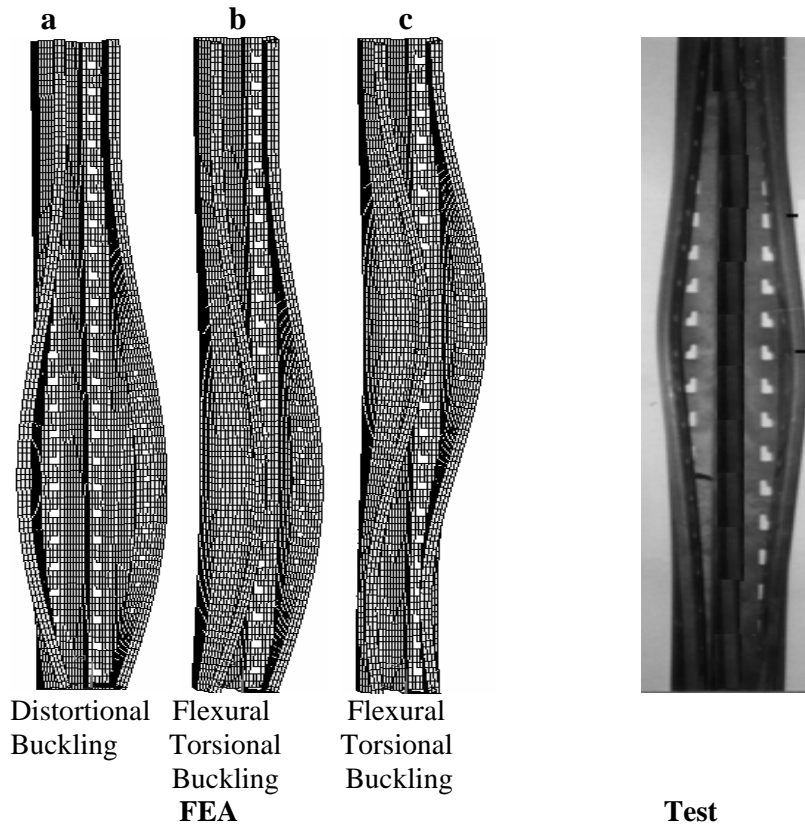 a b c
Distortional Flexural Flexural
Buckling Torsional Torsional
Buckling Buckling
FEA Test